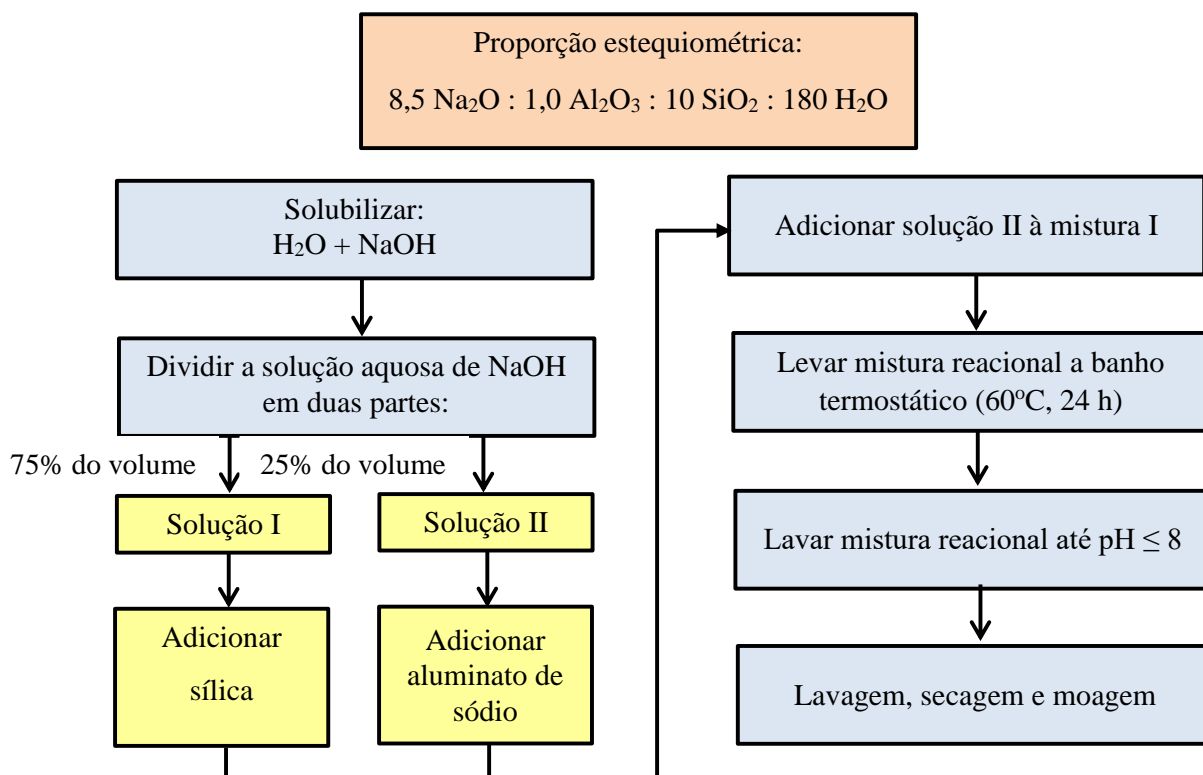 Proporção estequiométrica:
8,5 Na₂O : 1,0 Al₂O₃ : 10 SiO₂ : 180 H₂O
Solubilizar:
H₂O + NaOH
Dividir a solução aquosa de NaOH
em duas partes:
75% do volume
25% do volume
Solução I
Solução II
Adicionar
sílica
Adicionar
aluminato de
sódio
Adicionar solução II à mistura I
Levar mistura reacional a banho
termostático (60ºC, 24 h)
Lavar mistura reacional até pH ≤ 8
Lavagem, secagem e moagem